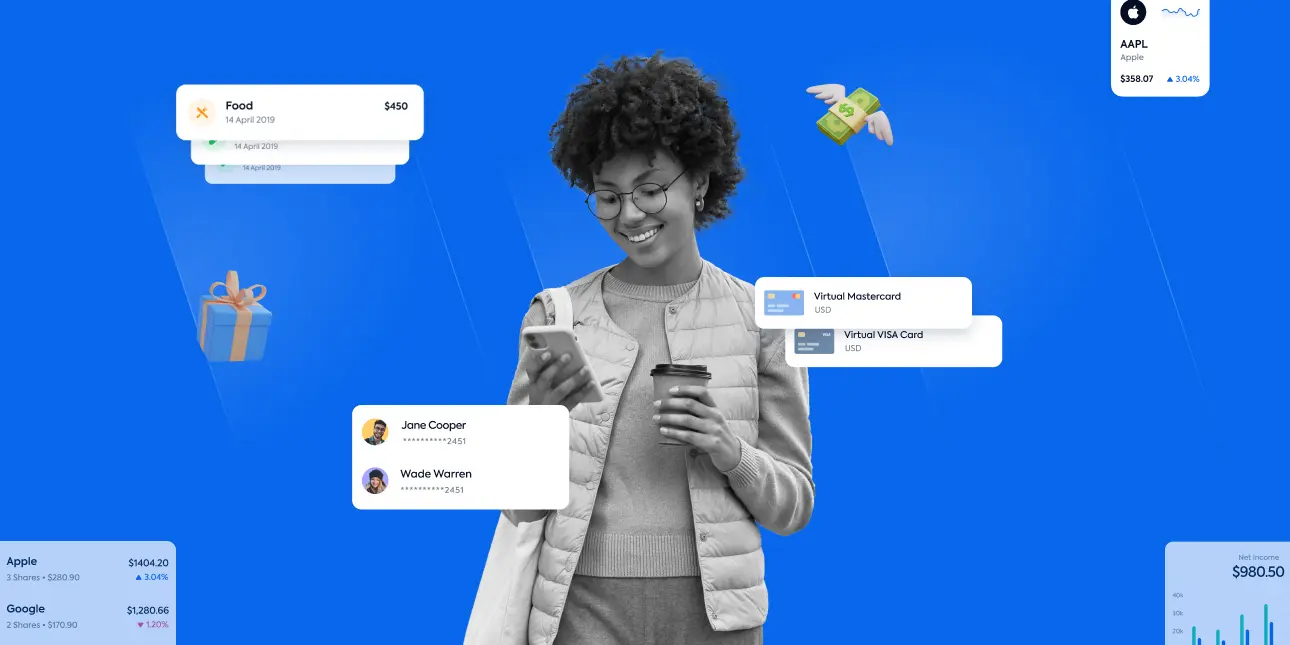 AAPL
Apple
$358.07 ▲ 3.04%
Food $450
14 April 2019
14 April 2019
14 April 2019
Virtual Mastercard
USD
VISA
Virtual VISA Card
USD
Jane Cooper
**********2451
Wade Warren
**********2451
Apple $1404.20
3 Shares • $280.90 ▲ 3.04%
Google $1,280.66
2 Shares • $170.90 ▼ 1.20%
Net Income
$980.50
40k
30k
20k